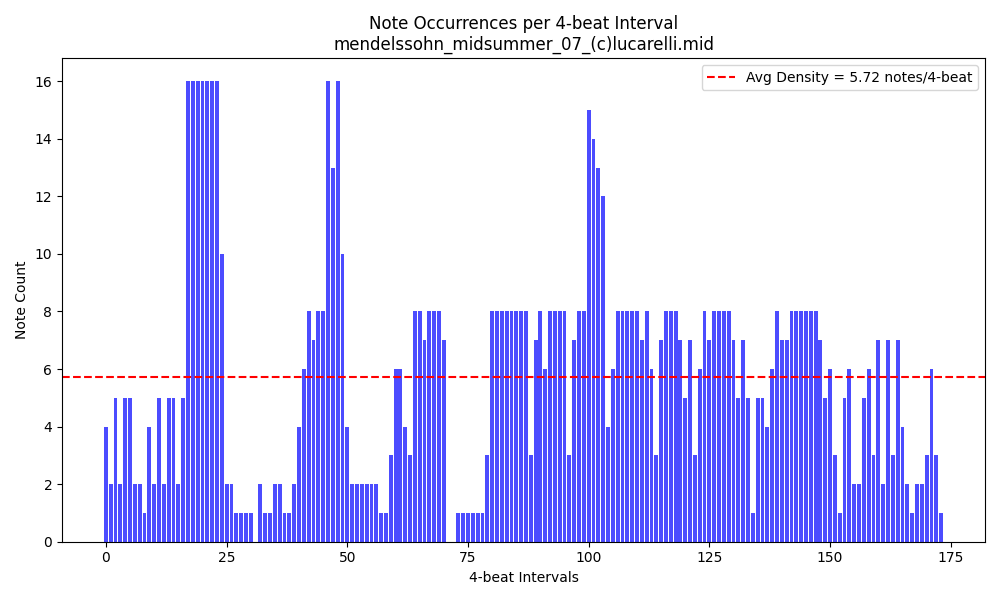 Note Occurrences per 4-beat Interval
mendelssohn_midsummer_07_(c)lucarelli.mid
Avg Density = 5.72 notes/4-beat
Note Count
16
14
12
10
8
6
4
2
0
0 25 50 75 100 125 150 175
4-beat Intervals